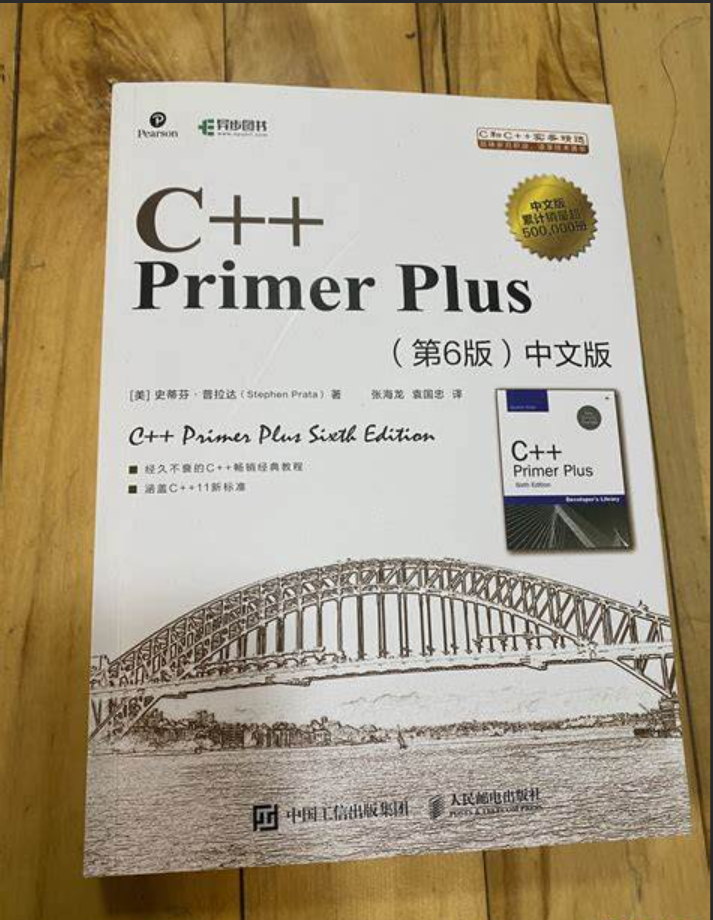 Pearson
异步图书
www.epubit.com
C和C++实务精选
中文版
累计销量超
500,000册
C++
Primer Plus
（第6版）中文版
[美] 史蒂芬·普拉达（Stephen Prata）著 张海龙 袁国忠 译
C++ Primer Plus Sixth Edition
■ 经久不衰的C++畅销经典教程
■ 涵盖C++11新标准
C++
Primer Plus
Sixth Edition
Developer's Library
中国工信出版集团
人民邮电出版社
POSTS & TELECOM PRESS